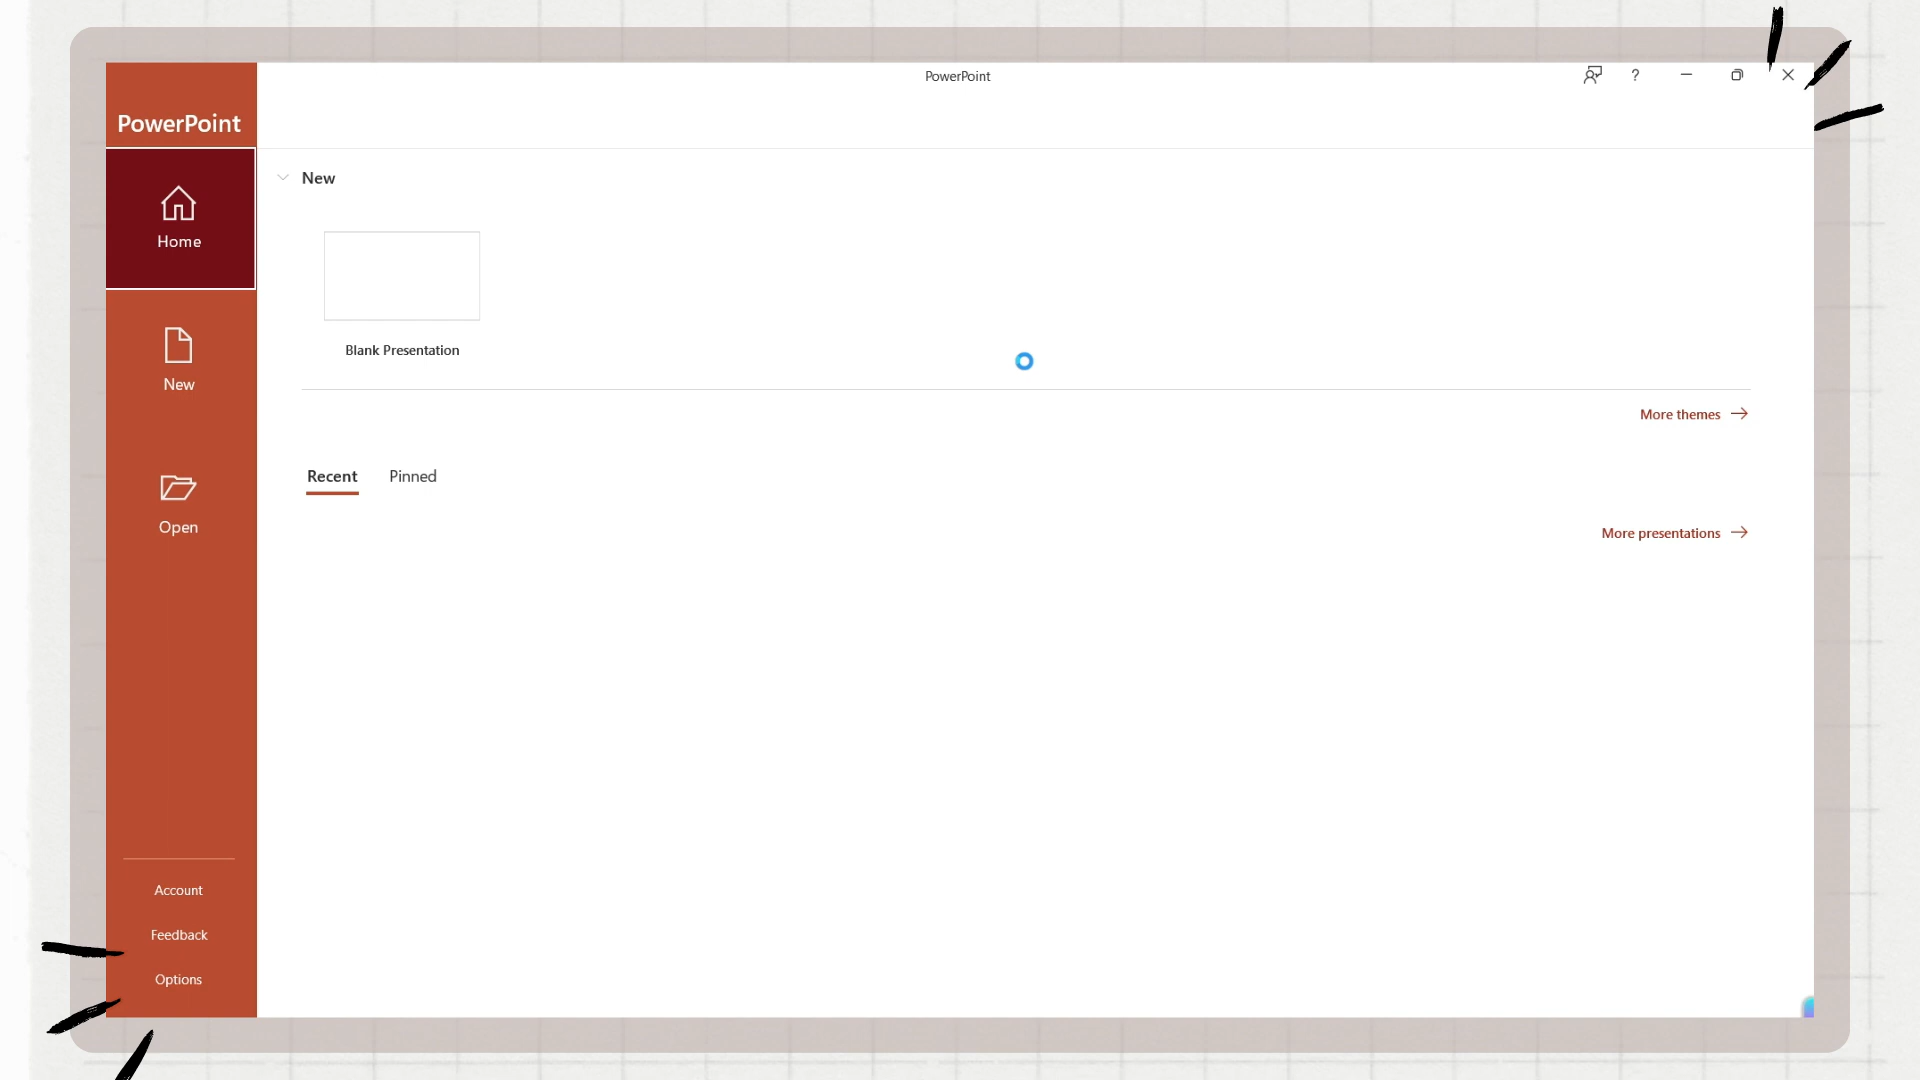 PowerPoint
?
PowerPoint
Home
New
Open
Account
Feedback
Options
New
Blank Presentation
More themes
Recent Pinned
More presentations